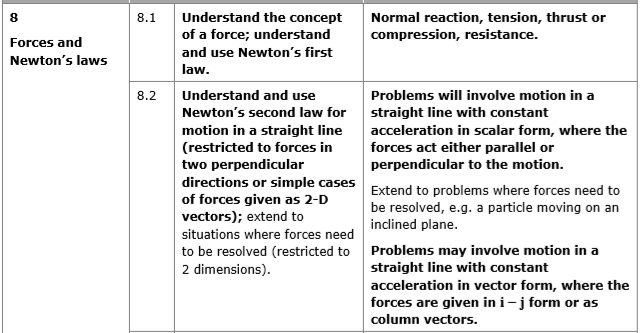 8
Forces and
Newton's laws
8.1
Understand the concept
of a force; understand
and use Newton's first
law.
Normal reaction, tension, thrust or
compression, resistance.
8.2
Understand and use
Newton's second law for
motion in a straight line
(restricted to forces in
two perpendicular
directions or simple cases
of forces given as 2-D
vectors); extend to
situations where forces need
to be resolved (restricted to
2 dimensions).
Problems will involve motion in a
straight line with constant
acceleration in scalar form, where the
forces act either parallel or
perpendicular to the motion.
Extend to problems where forces need to
be resolved, e.g. a particle moving on an
inclined plane.
Problems may involve motion in a
straight line with constant
acceleration in vector form, where the
forces are given in i − j form or as
column vectors.